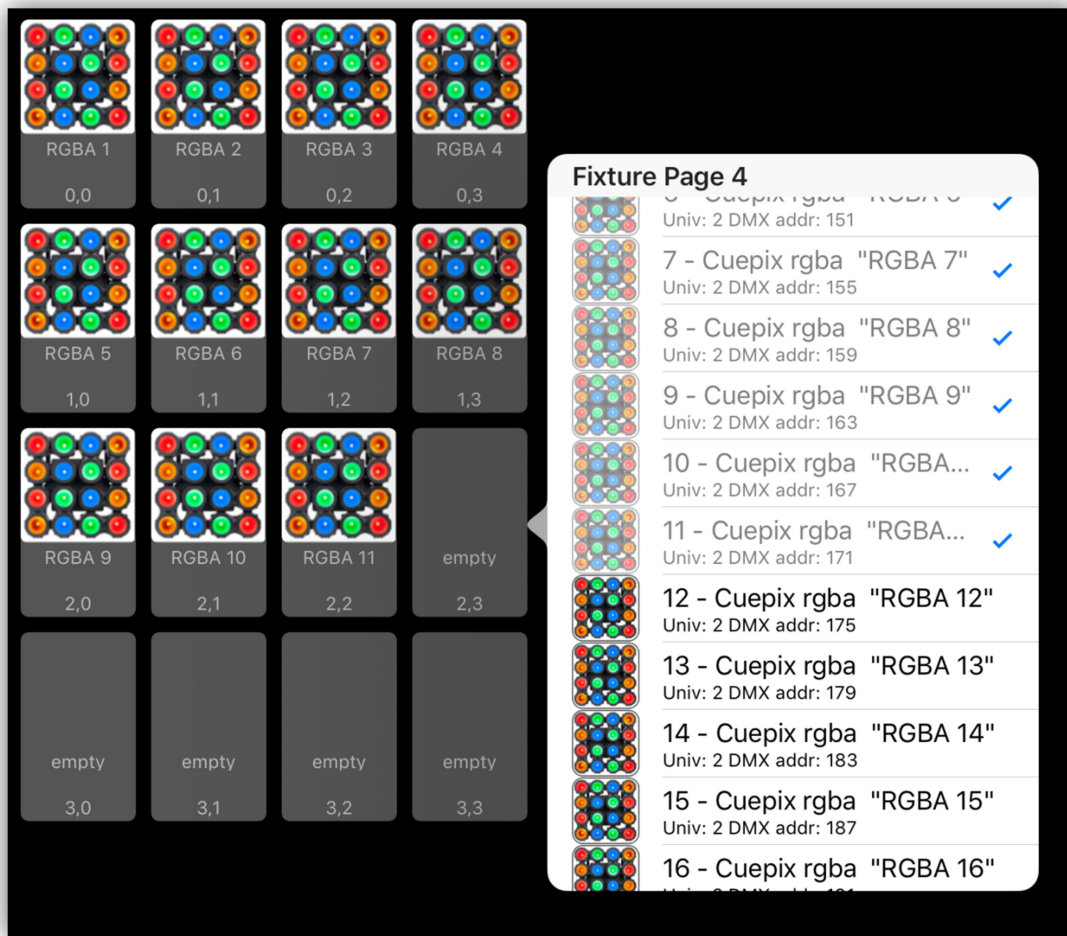 RGBA 1 RGBA 2 RGBA 3 RGBA 4
0,0 0,1 0,2 0,3
RGBA 5 RGBA 6 RGBA 7 RGBA 8
1,0 1,1 1,2 1,3
RGBA 9 RGBA 10 RGBA 11 empty
2,0 2,1 2,2 2,3
empty empty empty empty
3,0 3,1 3,2 3,3
Fixture Page 4
Univ: 2 DMX addr: 151
7 - Cuepix rgba "RGBA 7"
Univ: 2 DMX addr: 155
8 - Cuepix rgba "RGBA 8"
Univ: 2 DMX addr: 159
9 - Cuepix rgba "RGBA 9"
Univ: 2 DMX addr: 163
10 - Cuepix rgba "RGBA...
Univ: 2 DMX addr: 167
11 - Cuepix rgba "RGBA...
Univ: 2 DMX addr: 171
12 - Cuepix rgba "RGBA 12"
Univ: 2 DMX addr: 175
13 - Cuepix rgba "RGBA 13"
Univ: 2 DMX addr: 179
14 - Cuepix rgba "RGBA 14"
Univ: 2 DMX addr: 183
15 - Cuepix rgba "RGBA 15"
Univ: 2 DMX addr: 187
16 - Cuepix rgba "RGBA 16"